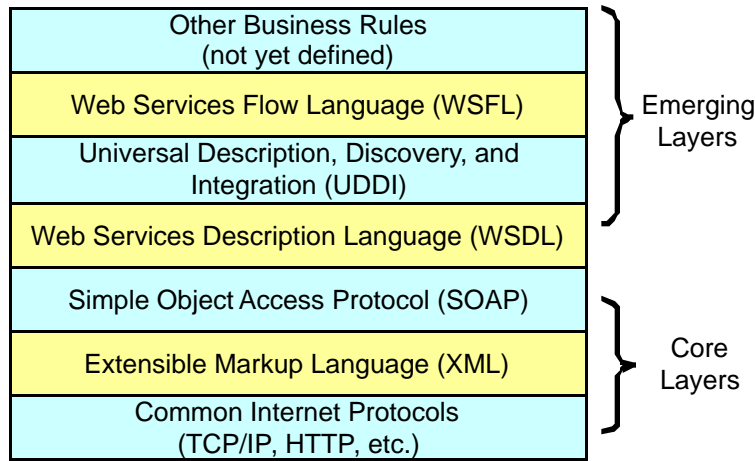 Other Business Rules
(not yet defined)
Web Services Flow Language (WSFL)
Universal Description, Discovery, and
Integration (UDDI)
Web Services Description Language (WSDL)
Simple Object Access Protocol (SOAP)
Extensible Markup Language (XML)
Common Internet Protocols
(TCP/IP, HTTP, etc.)
Emerging
Layers
Core
Layers